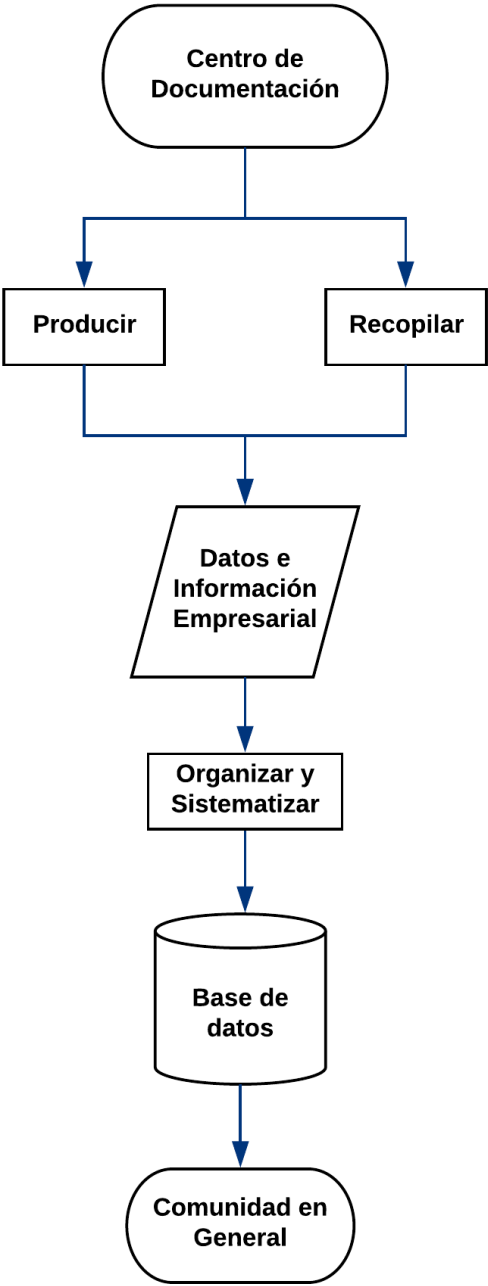 Centro de
Documentación
Producir
Recopilar
Datos e
Información
Empresarial
Organizar y
Sistematizar
Base de
datos
Comunidad en
General